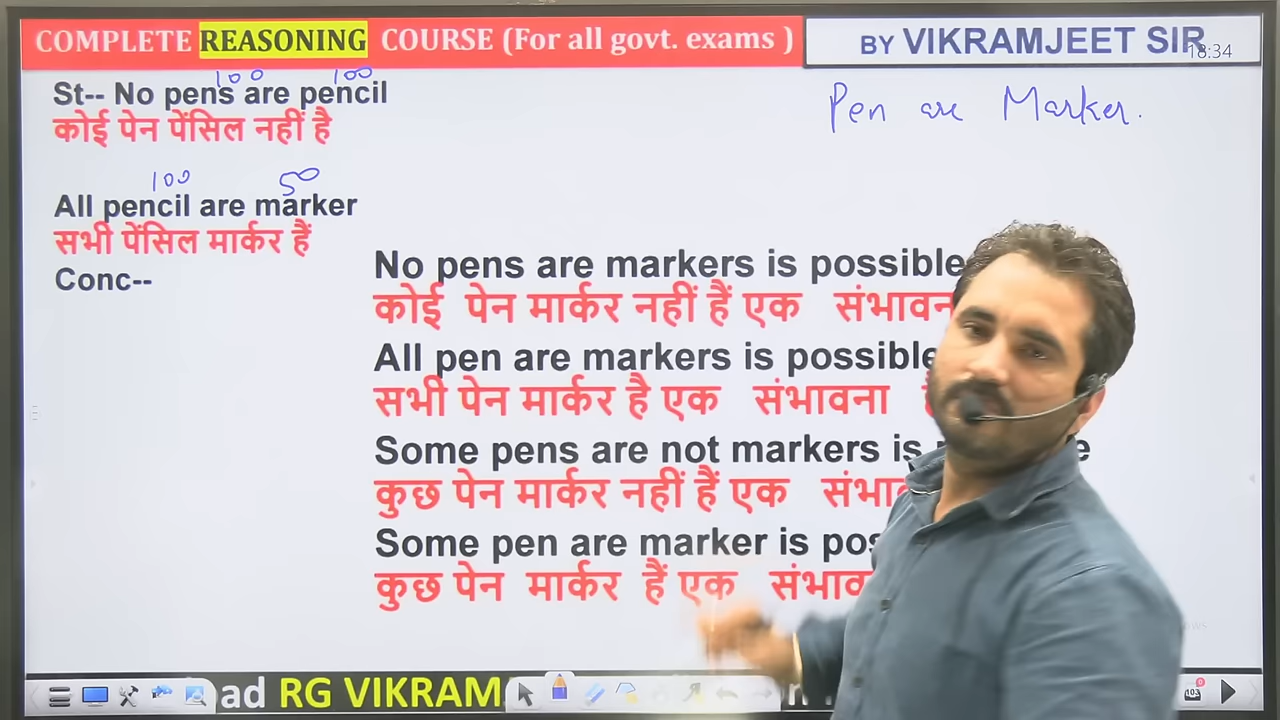 COMPLETE REASONING COURSE (For all govt. exams )
BY VIKRAMJEET SIR
18:34
100 100
St-- No pens are pencil
Pen are Marker.
कोई पेन पेंसिल नहीं है
100 50
All pencil are marker
सभी पेंसिल मार्कर हैं
Conc--
No pens are markers is possible
कोई पेन मार्कर नहीं हैं एक
All pen are markers is possible
सभी पेन मार्कर है एक संभावना
Some pens are not markers is
कुछ पेन मार्कर नहीं हैं एक
Some pen are marker is
कुछ पेन मार्कर हैं एक
RG VIKRAM